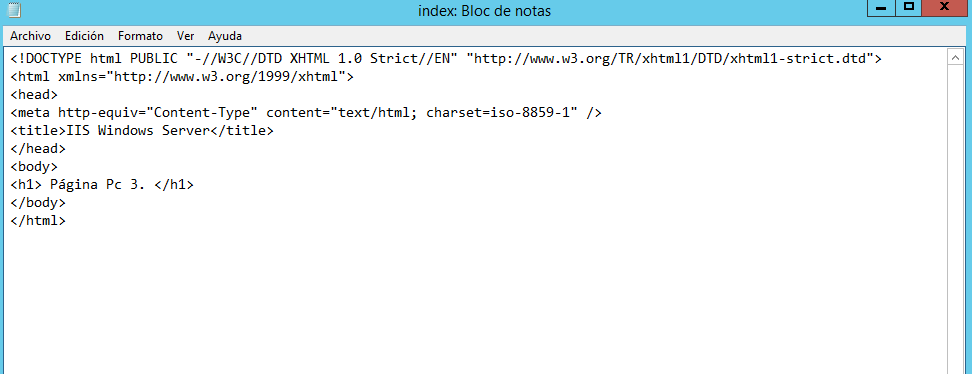 index: Bloc de notas
Archivo Edición Formato Ver Ayuda
<!DOCTYPE html PUBLIC "-//W3C//DTD XHTML 1.0 Strict//EN" "http://www.w3.org/TR/xhtml1/DTD/xhtml1-strict.dtd">
<html xmlns="http://www.w3.org/1999/xhtml">
<head>
<meta http-equiv="Content-Type" content="text/html; charset=iso-8859-1" />
<title>IIS Windows Server</title>
</head>
<body>
<h1> Página Pc 3. </h1>
</body>
</html>